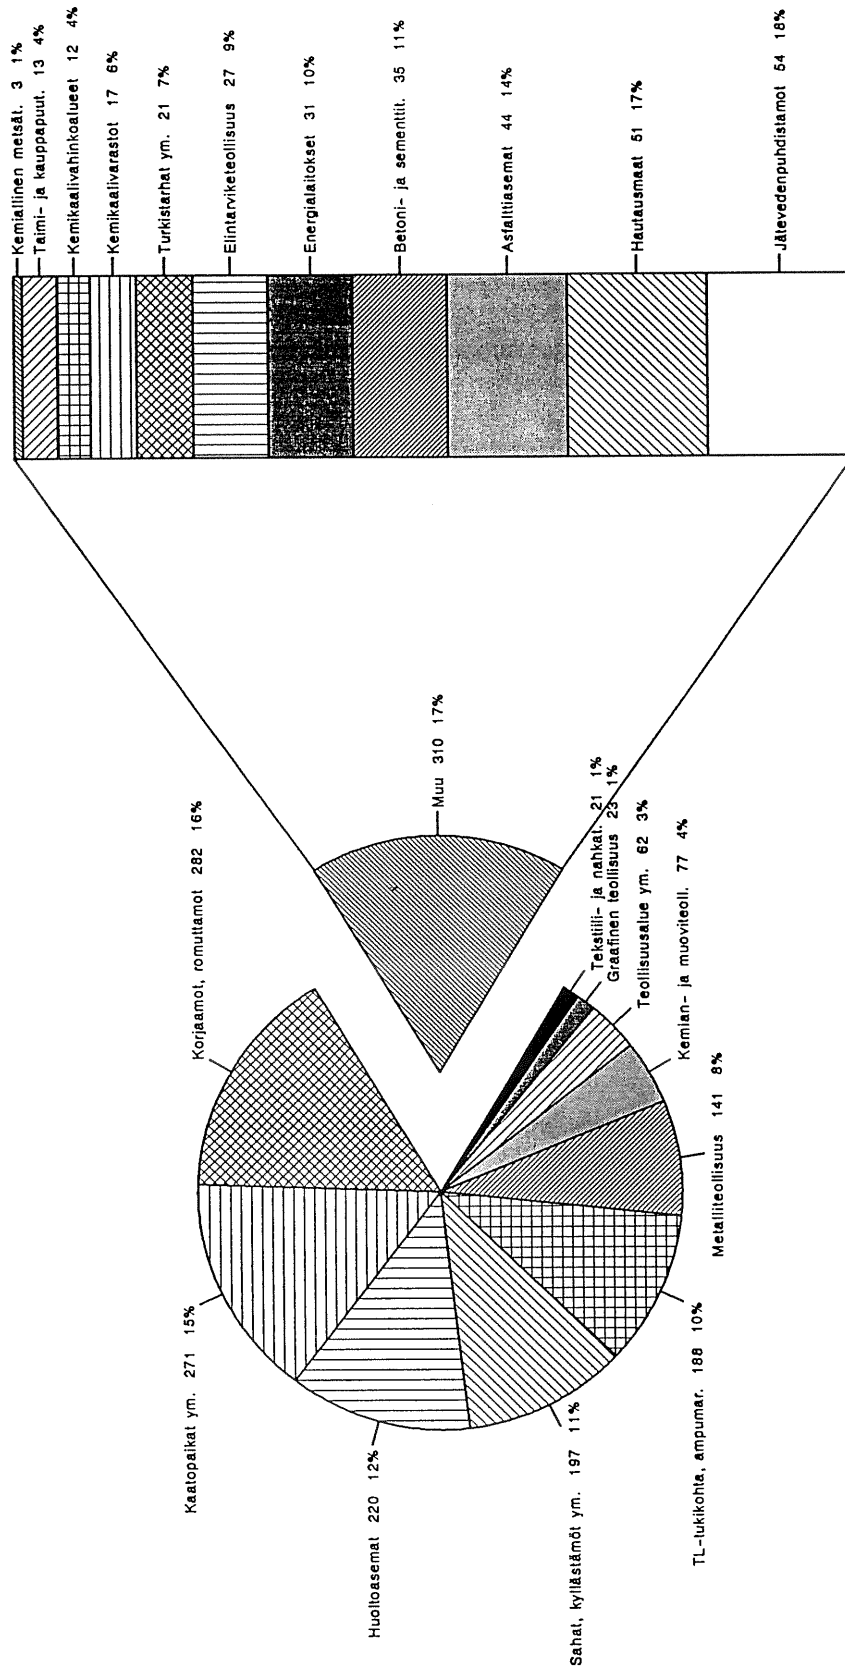 Kemiallinen metsät. 3 1%
Taimi- ja kauppapuut. 13 4%
Kemikaalivahinkoalueet 12 4%
Kemikaalivarastot 17 6%
Turkistarhat ym. 21 7%
Elintarviketeollisuus 27 9%
Energialaitokset 31 10%
Betoni- ja sementtit. 35 11%
Asfalttiasemat 44 14%
Hautausmaat 51 17%
Jätevedenpuhdistamot 54 18%
Muu 310 17%
Korjaamot, romuttamot 282 16%
Kaatopaikat ym. 271 15%
Huoltoasemat 220 12%
Sahat, kyllästämöt ym. 197 11%
TL-tukikohta, ampumar. 188 10%
Metalliteollisuus 141 8%
Kemian- ja muoviteoll. 77 4%
Teollisuusalue ym. 62 3%
Graafinen teollisuus 23 1%
Tekstiili- ja nahkat. 21 1%